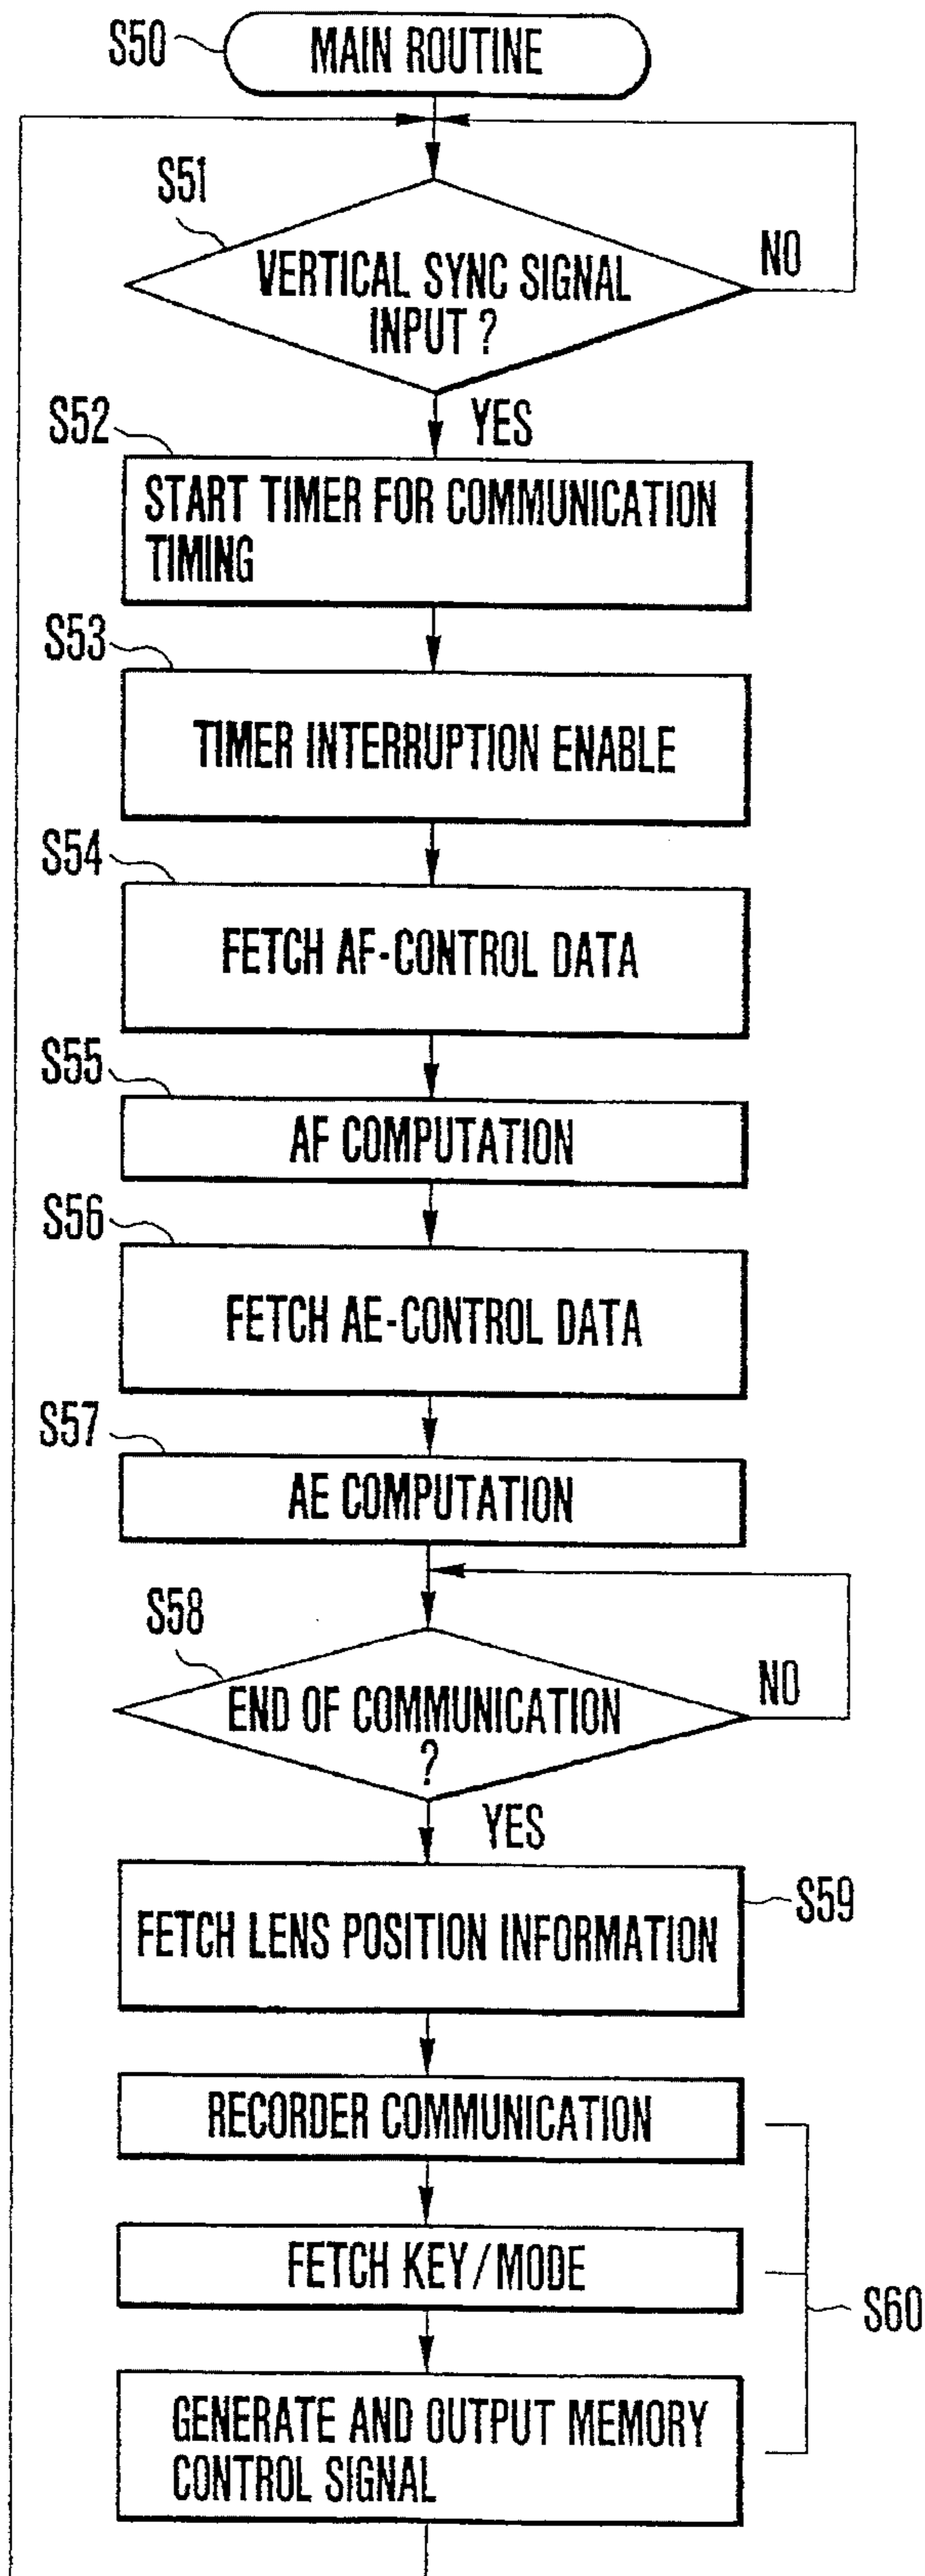 S50
MAIN ROUTINE
S51
VERTICAL SYNC SIGNAL
INPUT ?
NO
YES
S52
START TIMER FOR COMMUNICATION
TIMING
S53
TIMER INTERRUPTION ENABLE
S54
FETCH AF-CONTROL DATA
S55
AF COMPUTATION
S56
FETCH AE-CONTROL DATA
S57
AE COMPUTATION
S58
END OF COMMUNICATION
?
NO
YES
S59
FETCH LENS POSITION INFORMATION
RECORDER COMMUNICATION
FETCH KEY/MODE
S60
GENERATE AND OUTPUT MEMORY
CONTROL SIGNAL